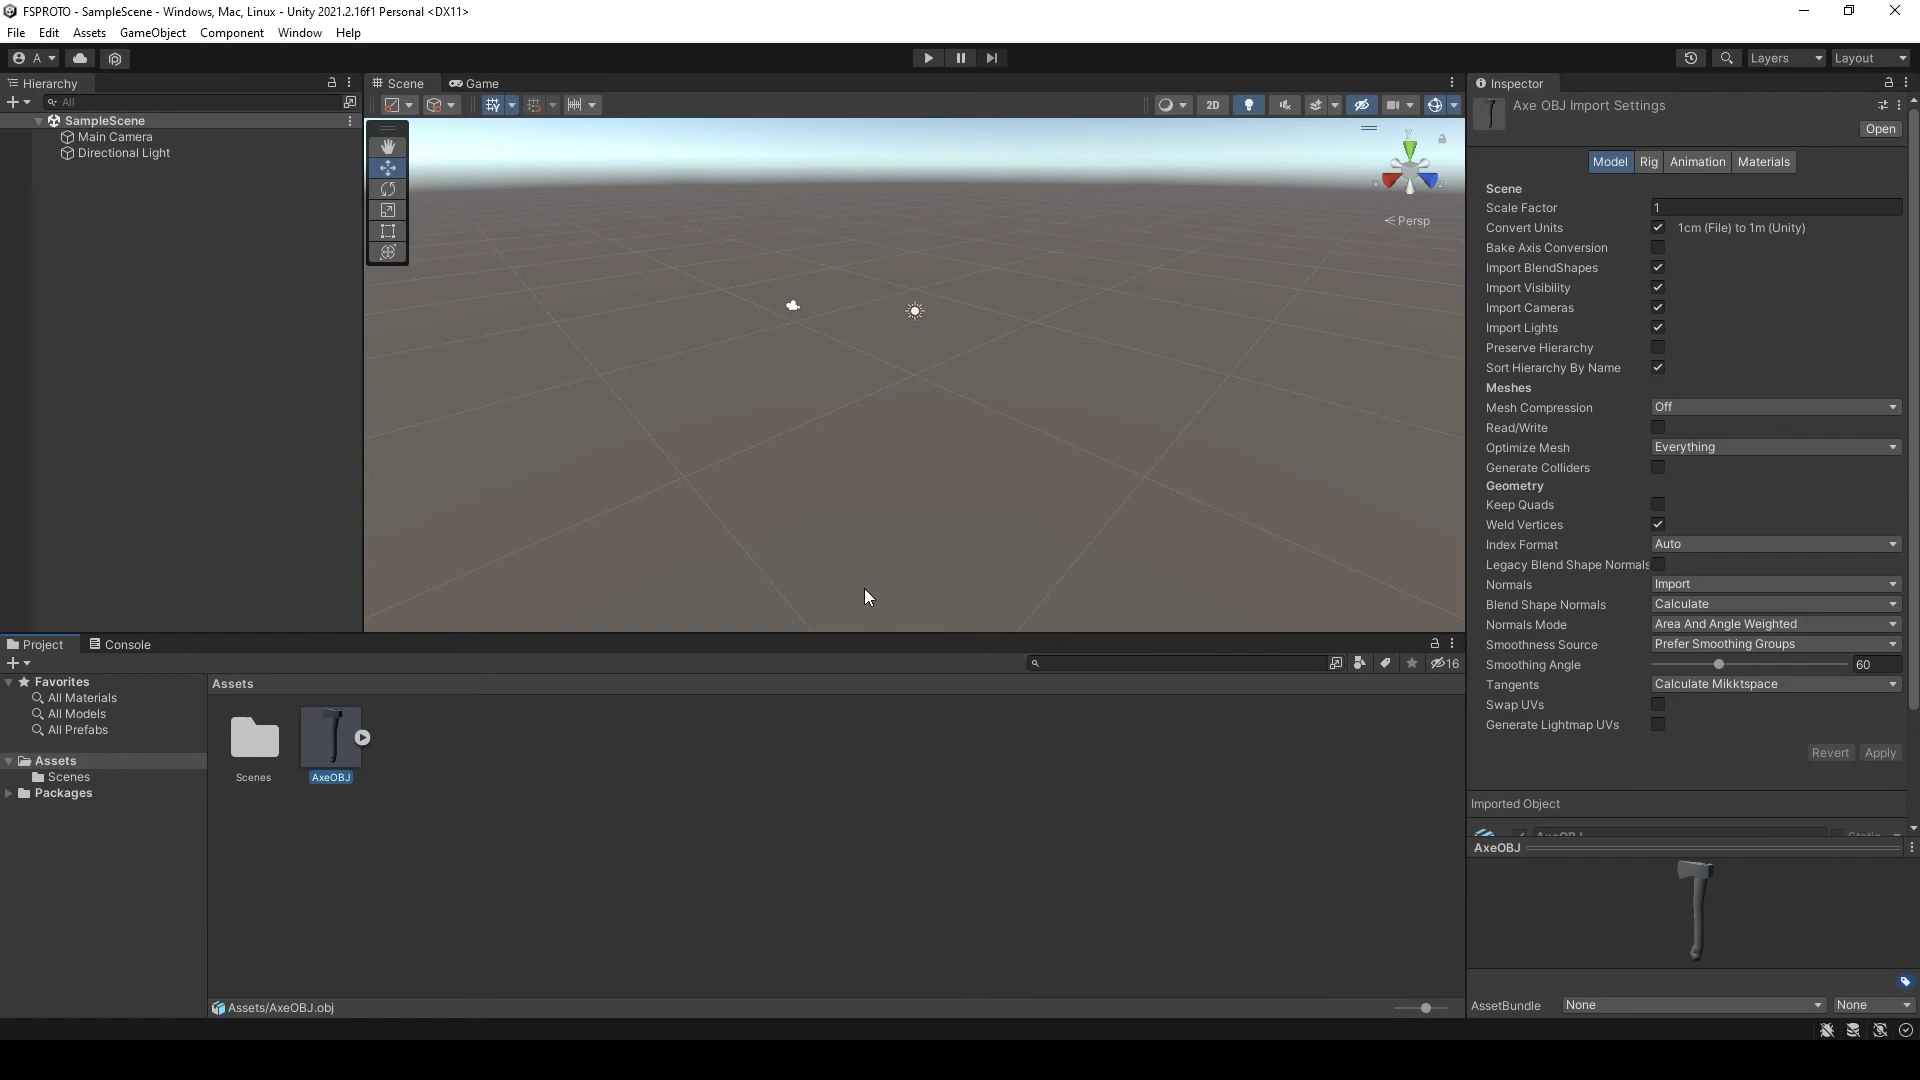 FSPROTO - SampleScene - Windows, Mac, Linux - Unity 2021.2.16f1 Personal <DX11>
File Edit Assets GameObject Component Window Help
A
Layers Layout
Hierarchy
All
SampleScene
Main Camera
Directional Light
Scene Game
2D
y
Persp
Inspector
Axe OBJ Import Settings
Open
Model Rig Animation Materials
Scene
Scale Factor 1
Convert Units 1cm (File) to 1m (Unity)
Bake Axis Conversion
Import BlendShapes
Import Visibility
Import Cameras
Import Lights
Preserve Hierarchy
Sort Hierarchy By Name
Meshes
Mesh Compression Off
Read/Write
Optimize Mesh Everything
Generate Colliders
Geometry
Keep Quads
Weld Vertices
Index Format Auto
Legacy Blend Shape Normals
Normals Import
Blend Shape Normals Calculate
Normals Mode Area And Angle Weighted
Smoothness Source Prefer Smoothing Groups
Smoothing Angle 60
Tangents Calculate Mikktspace
Swap UVs
Generate Lightmap UVs
Revert Apply
Imported Object
AxeOBJ
AssetBundle None None
Project Console
16
Favorites
All Materials
All Models
All Prefabs
Assets
Scenes
Packages
Assets
Scenes
AxeOBJ
Assets/AxeOBJ.obj